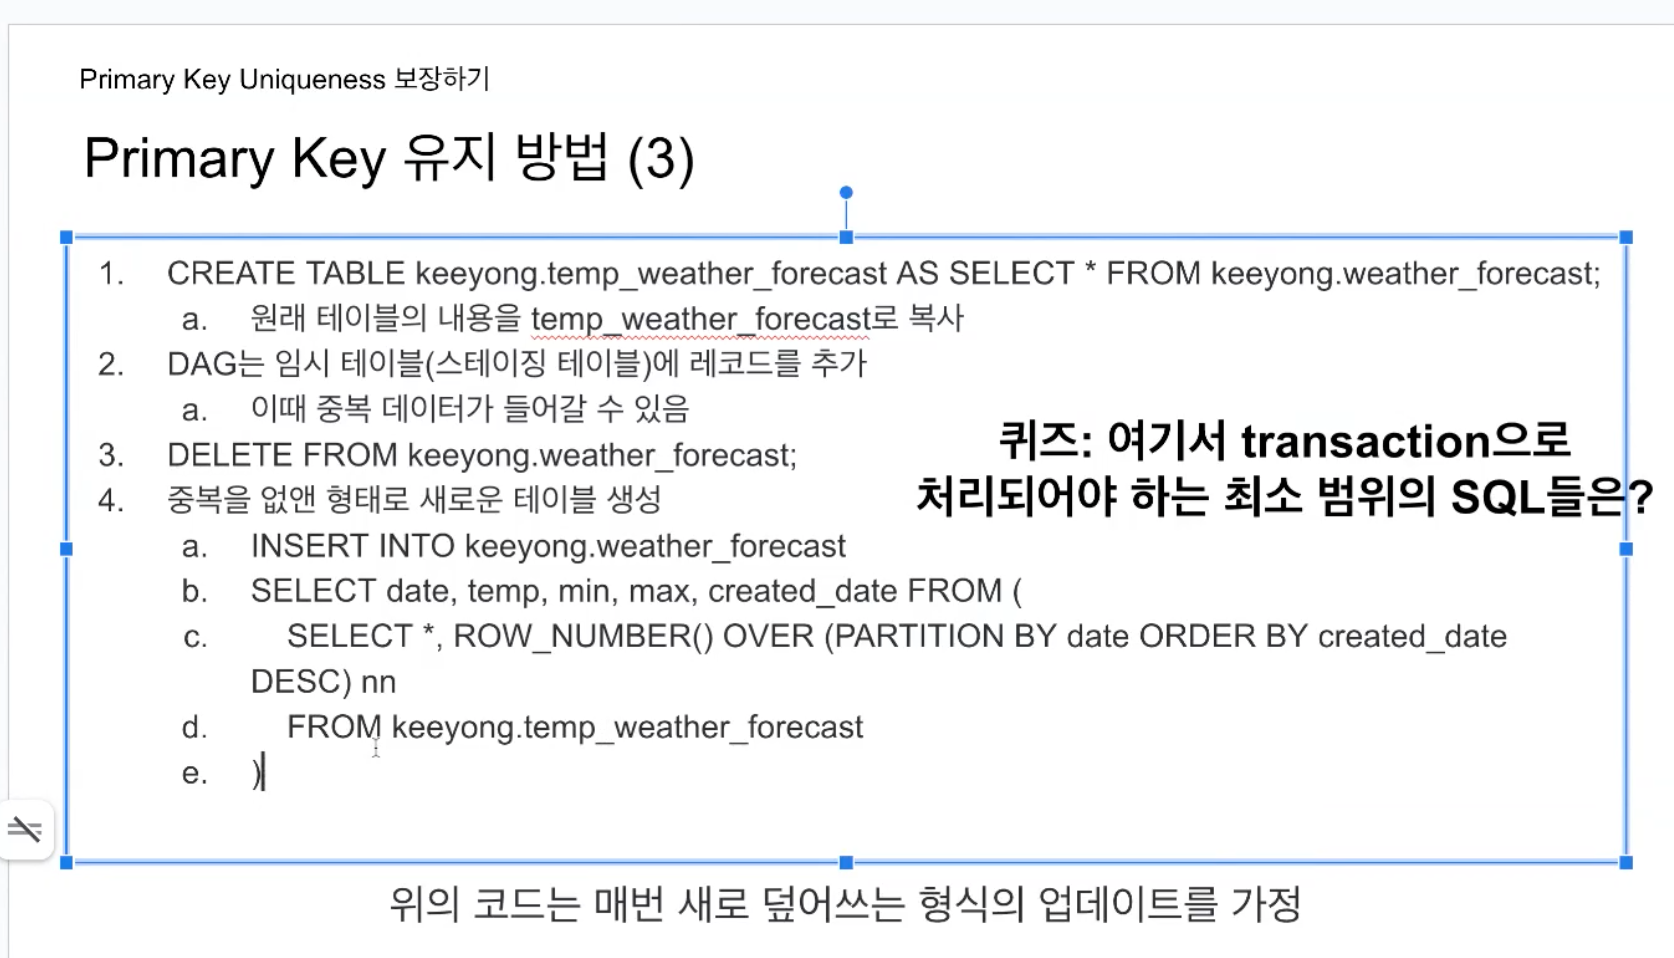 Primary Key Uniqueness 보장하기
Primary Key 유지 방법 (3)
1. CREATE TABLE keeyong.temp_weather_forecast AS SELECT * FROM keeyong.weather_forecast;
a. 원래 테이블의 내용을 temp_weather_forecast로 복사
2. DAG는 임시 테이블(스테이징 테이블)에 레코드를 추가
a. 이때 중복 데이터가 들어갈 수 있음
3. DELETE FROM keeyong.weather_forecast;
4. 중복을 없앤 형태로 새로운 테이블 생성
a. INSERT INTO keeyong.weather_forecast
b. SELECT date, temp, min, max, created_date FROM (
c. SELECT *, ROW_NUMBER() OVER (PARTITION BY date ORDER BY created_date
DESC) nn
d. FROM keeyong.temp_weather_forecast
e. )
퀴즈: 여기서 transaction으로
처리되어야 하는 최소 범위의 SQL들은?
위의 코드는 매번 새로 덮어쓰는 형식의 업데이트를 가정